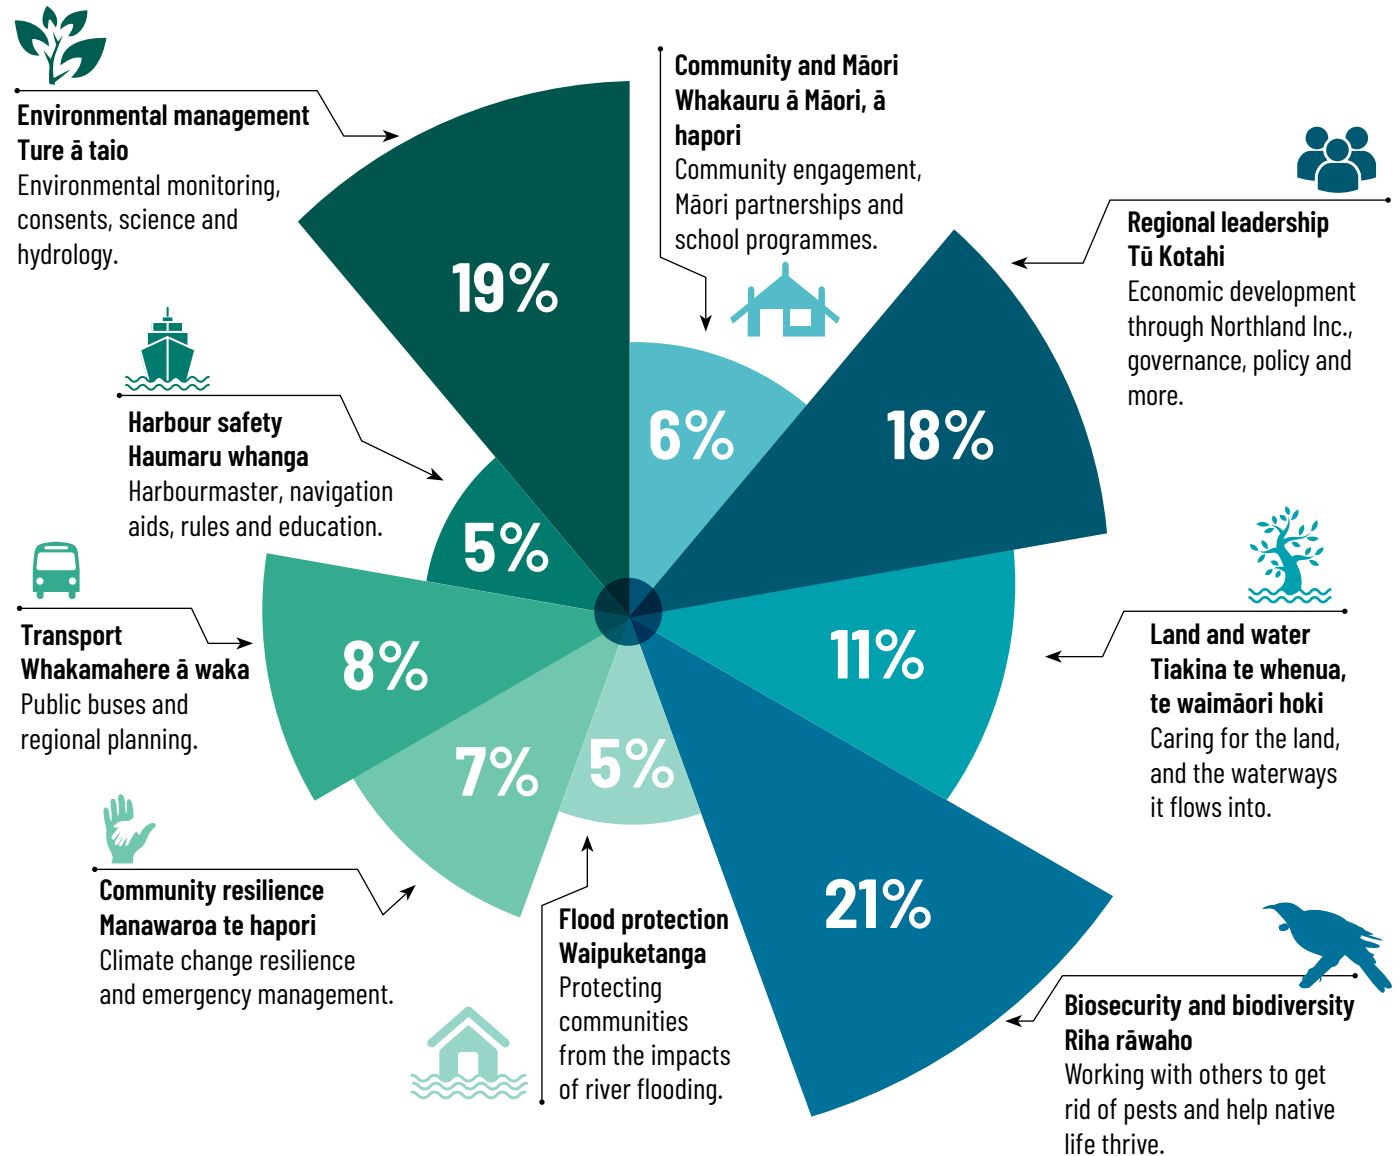 Environmental management
Ture ā taio
Environmental monitoring,
consents, science and
hydrology.
19%
Community and Māori
Whakauru ā Māori, ā
hapori
Community engagement,
Māori partnerships and
school programmes.
6%
Regional leadership
Tū Kotahi
Economic development
through Northland Inc.,
governance, policy and
more.
18%
Land and water
Tiakina te whenua,
te waimāori hoki
Caring for the land,
and the waterways
it flows into.
11%
Biosecurity and biodiversity
Riha rāwaho
Working with others to get
rid of pests and help native
life thrive.
21%
Flood protection
Waipuketanga
Protecting
communities
from the impacts
of river flooding.
5%
Community resilience
Manawaroa te hapori
Climate change resilience
and emergency management.
7%
Transport
Whakamahere ā waka
Public buses and
regional planning.
8%
Harbour safety
Haumaru whanga
Harbourmaster, navigation
aids, rules and education.
5%